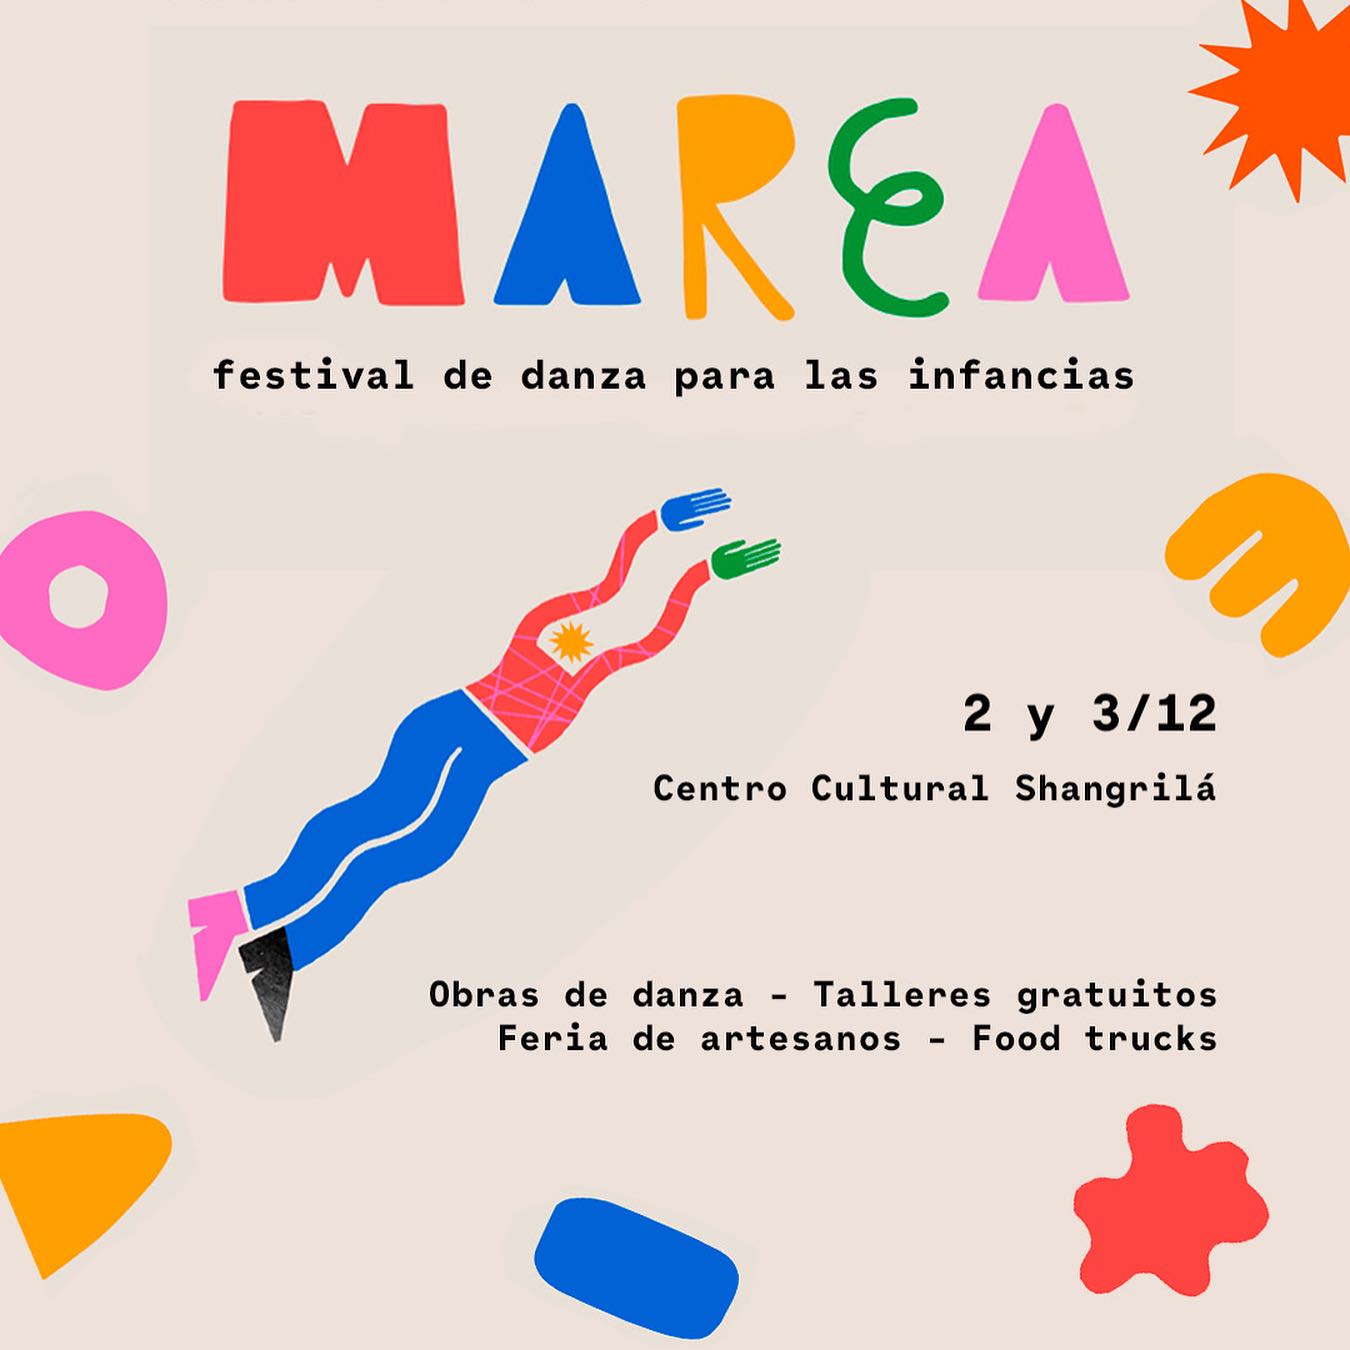 MAREA
festival de danza para las infancias
2 y 3/12
Centro Cultural Shangrilá
Obras de danza - Talleres gratuitos
Feria de artesanos - Food trucks